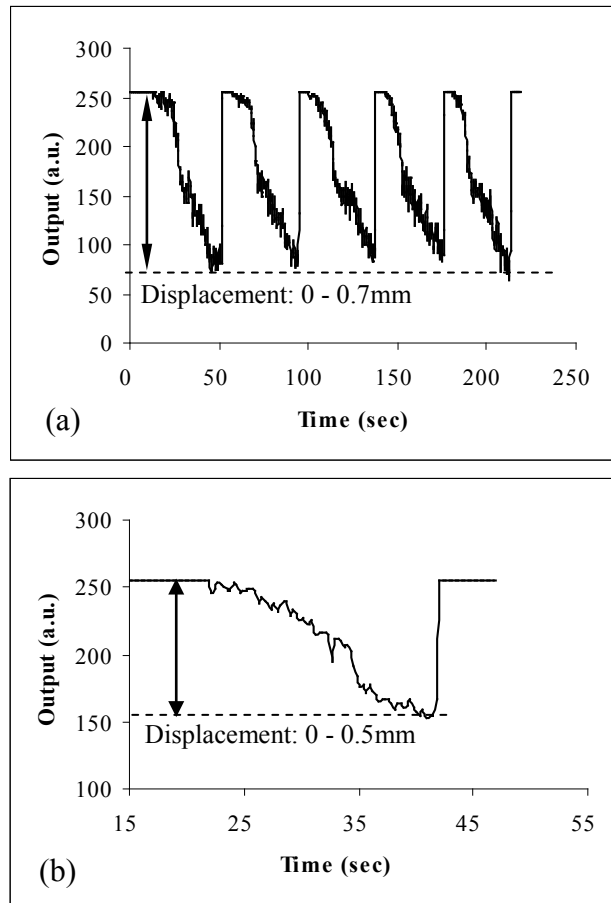 300
250
200
150
100
50
0
Output (a.u.)
Displacement: 0 - 0.7mm
0 50 100 150 200 250
Time (sec)
(a)
300
250
200
150
100
Output (a.u.)
Displacement: 0 - 0.5mm
15 25 35 45 55
Time (sec)
(b)